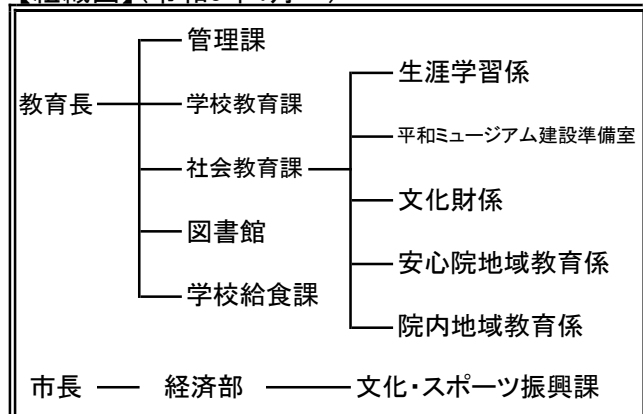 管理課
教育長
学校教育課
社会教育課
図書館
学校給食課
生涯学習係
平和ミュージアム建設準備室
文化財係
安心院地域教育係
院内地域教育係
市長
経済部
文化・スポーツ振興課